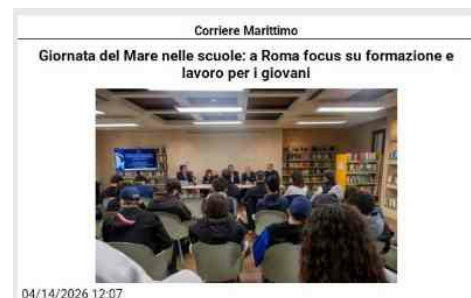 Corriere Marittimo
Giornata del Mare nelle scuole: a Roma focus su formazione e
lavoro per i giovani
04/14/2026 12:07